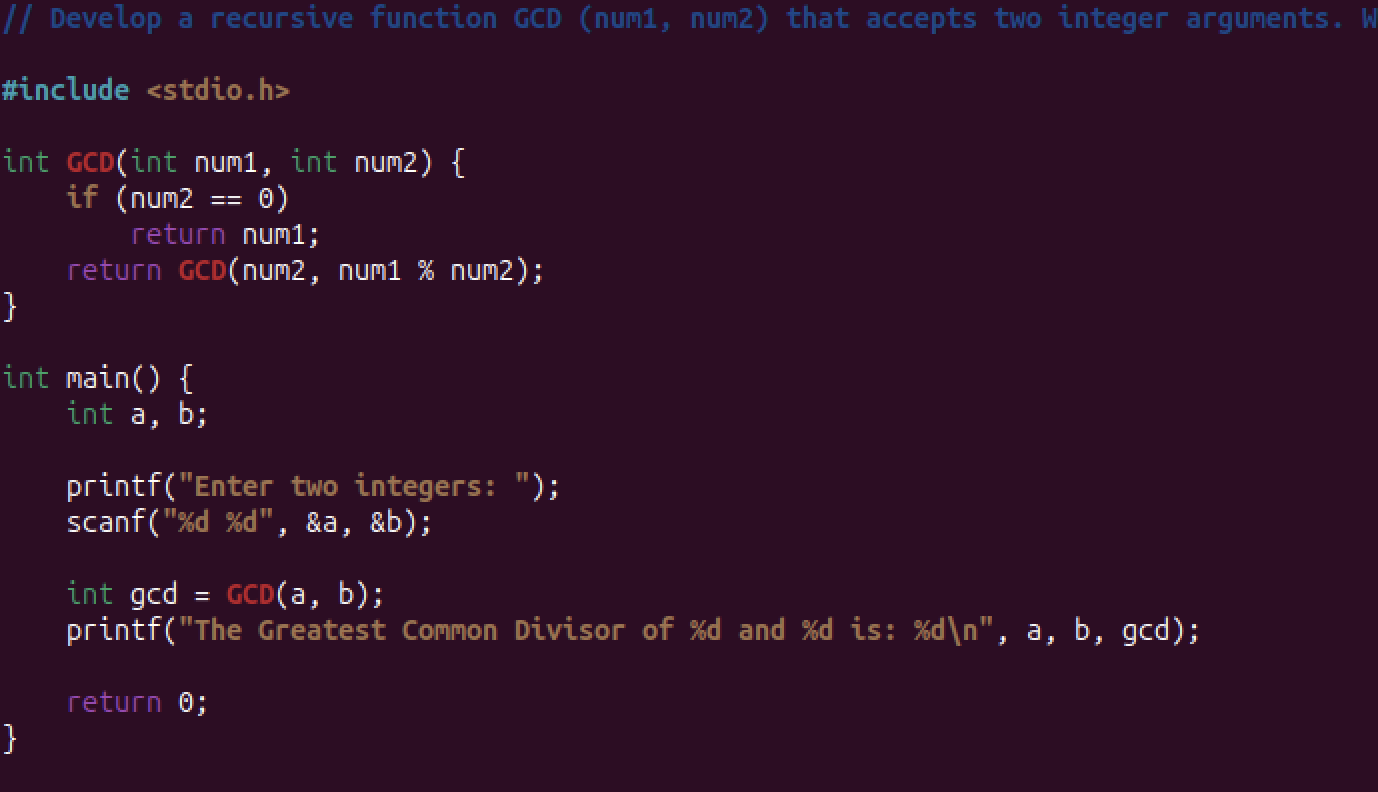 // Develop a recursive function GCD (num1, num2) that accepts two integer arguments.
#include <stdio.h>
int GCD(int num1, int num2) {
    if (num2 == 0)
        return num1;
    return GCD(num2, num1 % num2);
}
int main() {
    int a, b;
    printf("Enter two integers: ");
    scanf("%d %d", &a, &b);
    int gcd = GCD(a, b);
    printf("The Greatest Common Divisor of %d and %d is: %d\n", a, b, gcd);
    return 0;
}